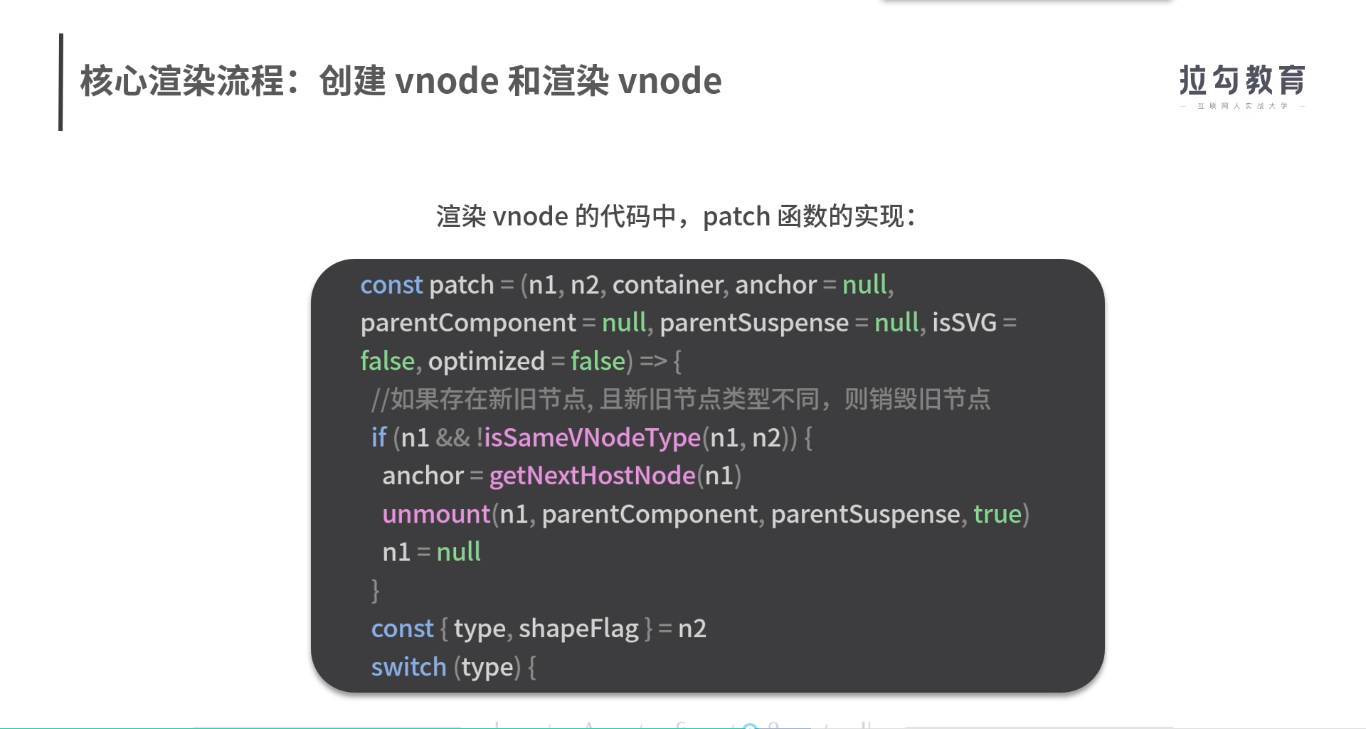 核心渲染流程：创建 vnode 和渲染 vnode
拉勾教育
互联网人实战大学
渲染 vnode 的代码中，patch 函数的实现：
const patch = (n1, n2, container, anchor = null,
parentComponent = null, parentSuspense = null, isSVG =
false, optimized = false) => {
//如果存在新旧节点, 且新旧节点类型不同，则销毁旧节点
if (n1 && !isSameVNodeType(n1, n2)) {
anchor = getNextHostNode(n1)
unmount(n1, parentComponent, parentSuspense, true)
n1 = null
}
const { type, shapeFlag } = n2
switch (type) {